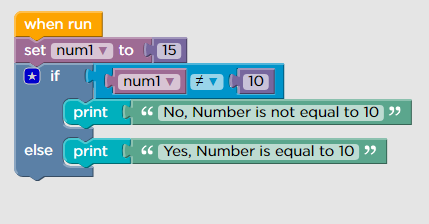 when run
set num1 ▼ to 15
if num1 ▼ ≠ ▼ 10
print “ No, Number is not equal to 10 ”
else print “ Yes, Number is equal to 10 ”